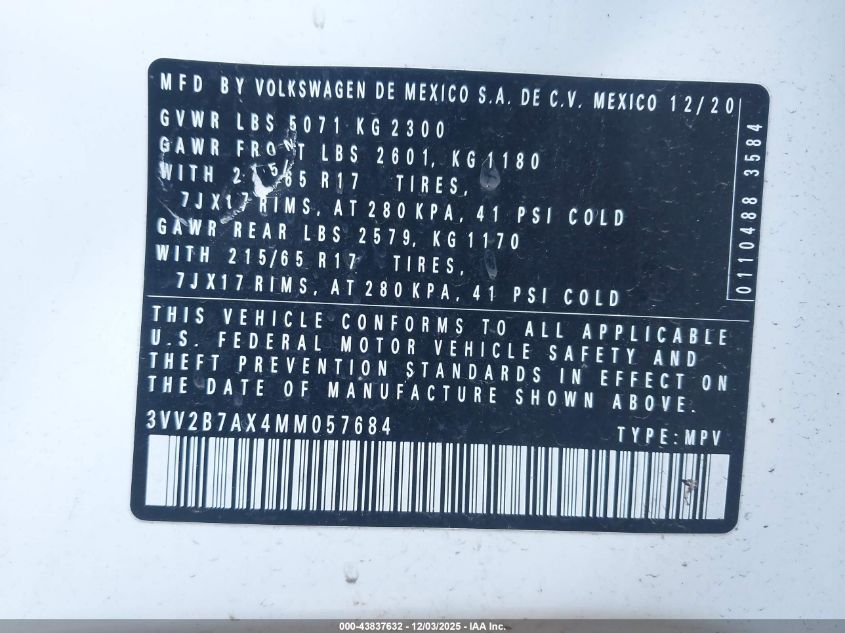 MFD BY VOLKSWAGEN DE MEXICO S.A. DE C.V. MEXICO 12/20
GVWR LBS 5071 KG 2300
GAWR FRONT LBS 2601, KG 1180
WITH 215/65 R17 TIRES,
7JX17 RIMS, AT 280 KPA, 41 PSI COLD
GAWR REAR LBS 2579, KG 1170
WITH 215/65 R17 TIRES,
7JX17 RIMS, AT 280 KPA, 41 PSI COLD
0110488 3584
THIS VEHICLE CONFORMS TO ALL APPLICABLE
U.S. FEDERAL MOTOR VEHICLE SAFETY AND
THEFT PREVENTION STANDARDS IN EFFECT ON
THE DATE OF MANUFACTURE SHOWN ABOVE.
3VV2B7AX4MM057684 TYPE: MPV
000-43837632 - 12/03/2025 - IAA Inc.